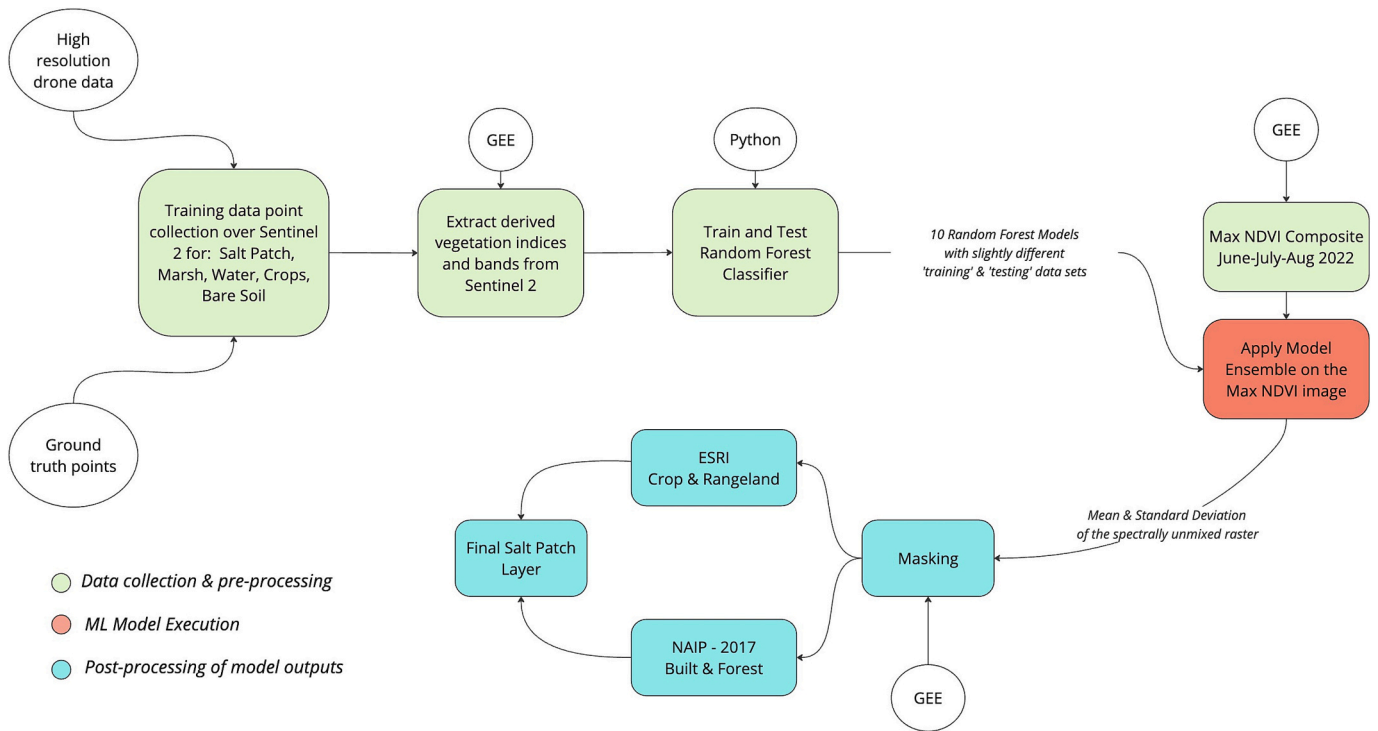 High
resolution
drone data
GEE
Python
GEE
Training data point
collection over Sentinel
2 for:  Salt Patch,
Marsh, Water, Crops,
Bare Soil
Extract derived
vegetation indices
and bands from
Sentinel 2
Train and Test
Random Forest
Classifier
10 Random Forest Models
with slightly different
'training' & 'testing' data sets
Max NDVI Composite
June-July-Aug 2022
Apply Model
Ensemble on the
Max NDVI image
Ground
truth points
ESRI
Crop & Rangeland
Mean & Standard Deviation
of the spectrally unmixed raster
Final Salt Patch
Layer
Masking
NAIP - 2017
Built & Forest
GEE
Data collection & pre-processing
ML Model Execution
Post-processing of model outputs